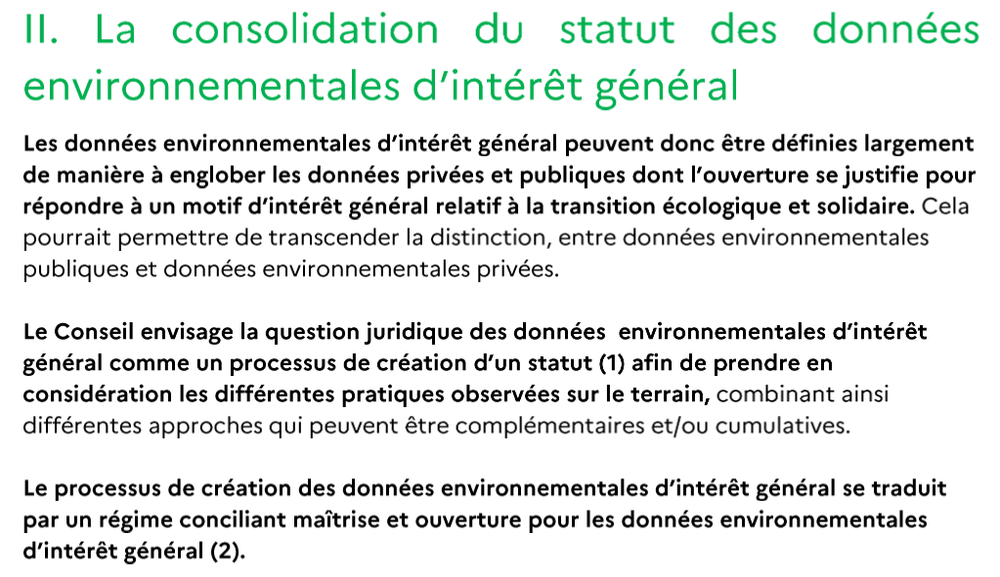 II. La consolidation du statut des données
environnementales d’intérêt général
Les données environnementales d’intérêt général peuvent donc être définies largement
de manière à englober les données privées et publiques dont l’ouverture se justifie pour
répondre à un motif d’intérêt général relatif à la transition écologique et solidaire. Cela
pourrait permettre de transcender la distinction, entre données environnementales
publiques et données environnementales privées.
Le Conseil envisage la question juridique des données  environnementales d’intérêt
général comme un processus de création d’un statut (1) afin de prendre en
considération les différentes pratiques observées sur le terrain, combinant ainsi
différentes approches qui peuvent être complémentaires et/ou cumulatives.
Le processus de création des données environnementales d’intérêt général se traduit
par un régime conciliant maîtrise et ouverture pour les données environnementales
d’intérêt général (2).